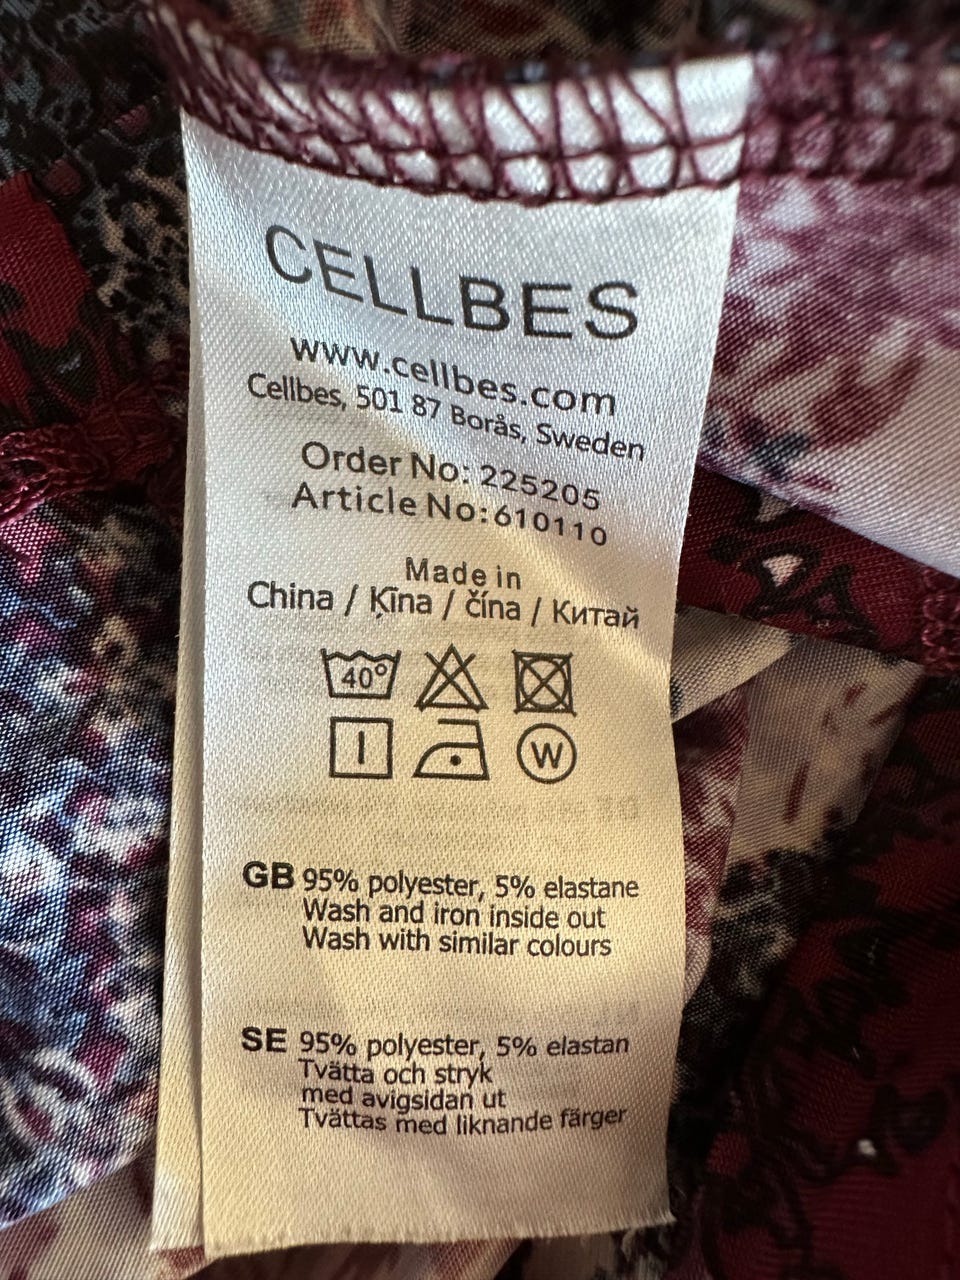 CELLBES
www.cellbes.com
Cellbes, 501 87 Borås, Sweden
Order No: 225205
Article No:610110
Made in
China / Ķīna / čína / Китай
40°
W
GB 95% polyester, 5% elastane
Wash and iron inside out
Wash with similar colours
SE 95% polyester, 5% elastan
Tvätta och stryk
med avigsidan ut
Tvättas med liknande färger